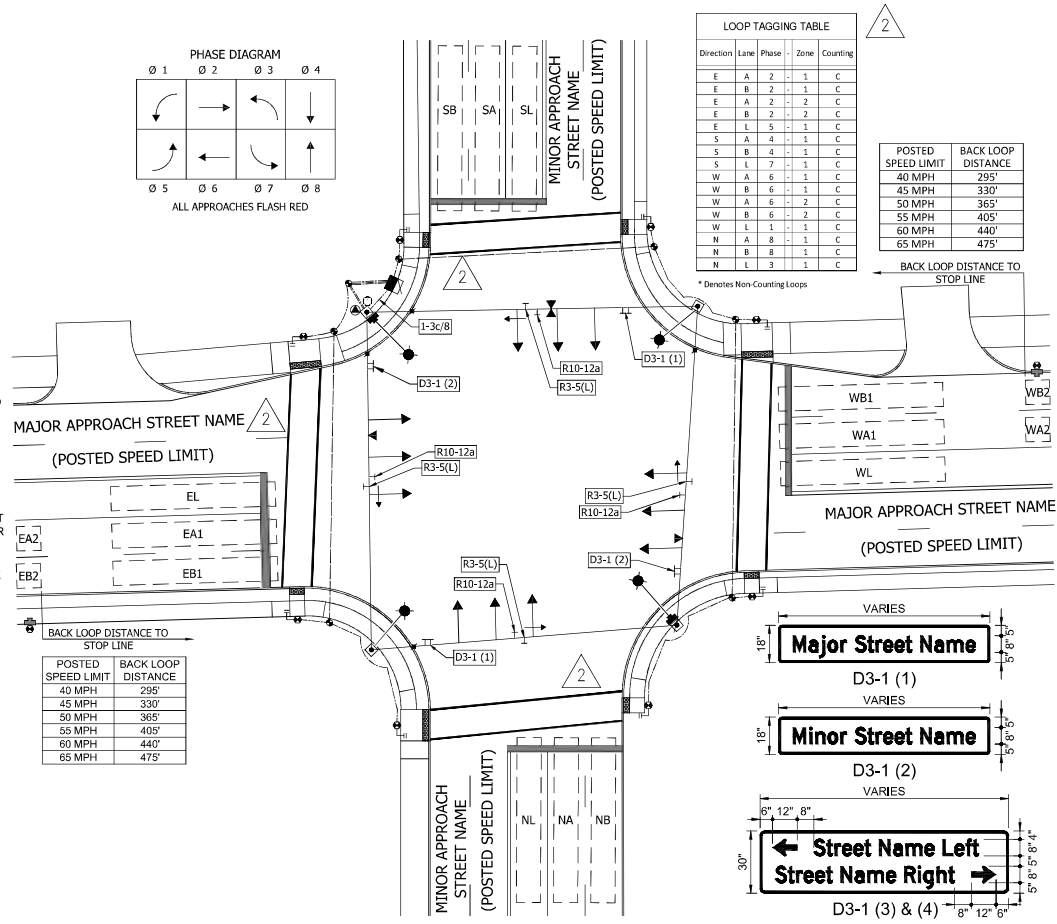 PHASE DIAGRAM
Ø 1 Ø 2 Ø 3 Ø 4
Ø 5 Ø 6 Ø 7 Ø 8
ALL APPROACHES FLASH RED
SB SA SL
MINOR APPROACH
STREET NAME
(POSTED SPEED LIMIT)
LOOP TAGGING TABLE
Direction Lane Phase - Zone Counting
E A 2 - 1 C
E B 2 - 1 C
E A 2 - 2 C
E B 2 - 2 C
E L 5 - 1 C
S A 4 - 1 C
S B 4 - 1 C
S L 7 - 1 C
W A 6 - 1 C
W B 6 - 1 C
W A 6 - 2 C
W B 6 - 2 C
W L 1 - 1 C
N A 8 - 1 C
N B 8 1 C
N L 3 1 C
* Denotes Non-Counting Loops
2
POSTED SPEED LIMIT BACK LOOP DISTANCE
40 MPH 295'
45 MPH 330'
50 MPH 365'
55 MPH 405'
60 MPH 440'
65 MPH 475'
BACK LOOP DISTANCE TO
STOP LINE
2
1-3c/8
D3-1 (2)
R10-12a
R3-5(L)
D3-1 (1)
MAJOR APPROACH STREET NAME
2
(POSTED SPEED LIMIT)
R10-12a
R3-5(L)
EL
EA2 EA1
EB2 EB1
WB1 WB2
WA1 WA2
WL
R3-5(L)
R10-12a
D3-1 (2)
MAJOR APPROACH STREET NAME
(POSTED SPEED LIMIT)
R3-5(L)
R10-12a
D3-1 (1)
2
BACK LOOP DISTANCE TO
STOP LINE
POSTED SPEED LIMIT BACK LOOP DISTANCE
40 MPH 295'
45 MPH 330'
50 MPH 365'
55 MPH 405'
60 MPH 440'
65 MPH 475'
MINOR APPROACH
STREET NAME
(POSTED SPEED LIMIT)
NL NA NB
VARIES
18" Major Street Name 5" 8" 5"
D3-1 (1)
VARIES
18" Minor Street Name 5" 8" 5"
D3-1 (2)
VARIES
6" 12" 8"
30" Street Name Left
Street Name Right
5" 8" 5" 8" 4"
D3-1 (3) & (4)
8" 12" 6"